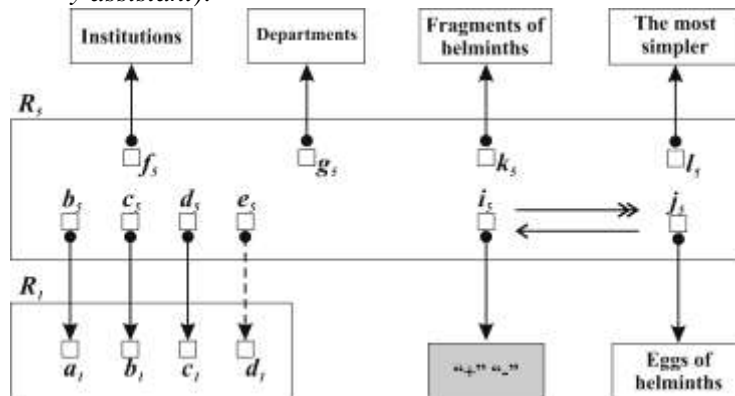 y assistant).
Institutions
Departments
Fragments of
helminths
The most
simpler
R₅
f₅
g₅
k₅
l₅
b₅ c₅ d₅ e₅ i₅ j₅
R₁
a₁ b₁ c₁ d₁
“+” “-”
Eggs of
helminths